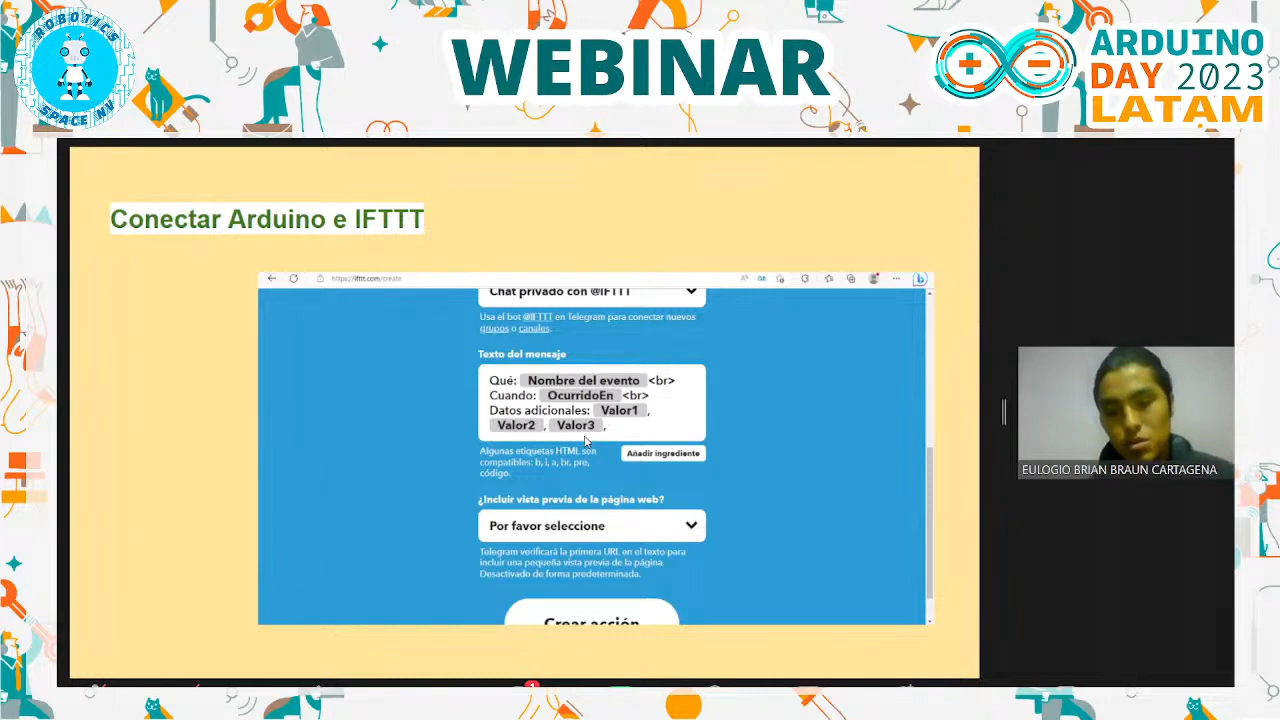 ROBOTICS
SPACE NV
WEBINAR
ARDUINO
DAY 2023
LATAM
Conectar Arduino e IFTTT
https://ifttt.com/create
Chat privado con @IFTTT
Usa el bot @IFTTT en Telegram para conectar nuevos
grupos o canales.
Texto del mensaje
Qué: Nombre del evento <br>
Cuando: OcurridoEn <br>
Datos adicionales: Valor1 ,
Valor2 , Valor3 ,
Algunas etiquetas HTML son
compatibles: b, i, a, br, pre,
código.
Añadir ingrediente
¿Incluir vista previa de la página web?
Por favor seleccione
Telegram verificará la primera URL en el texto para
incluir una pequeña vista previa de la página.
Desactivado de forma predeterminada.
Crear acción
EULOGIO BRIAN BRAUN CARTAGENA